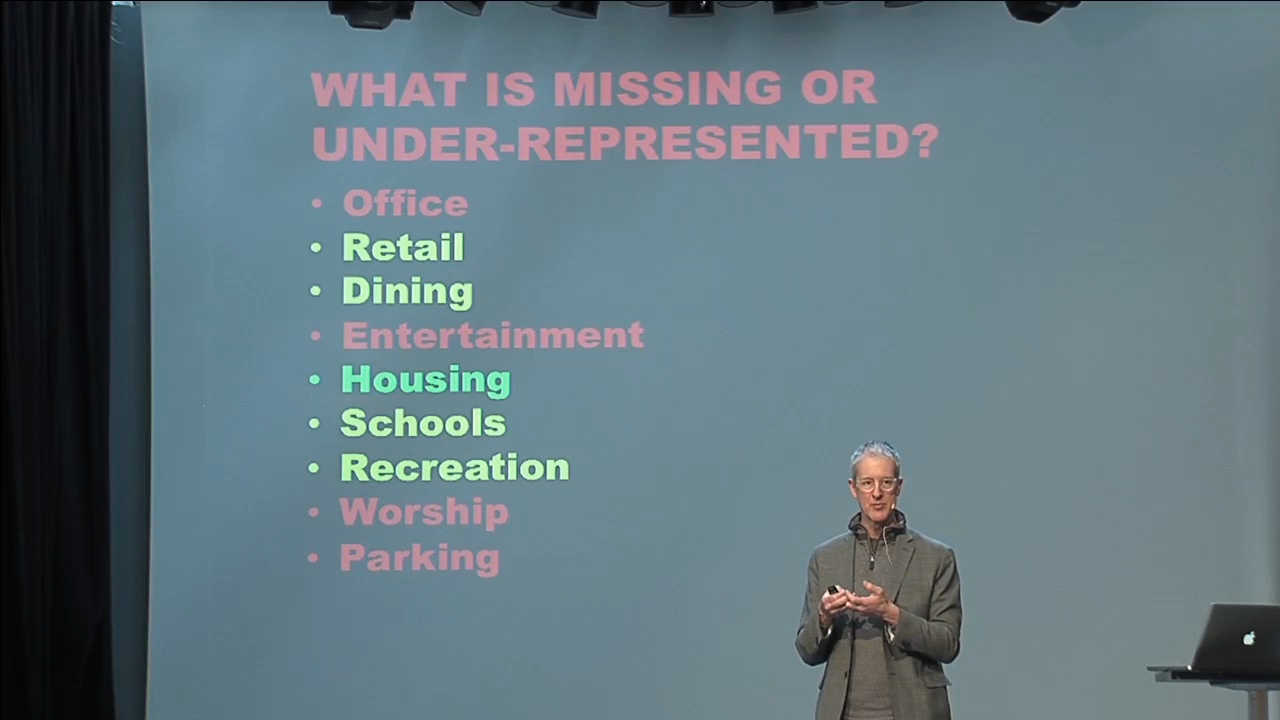 WHAT IS MISSING OR
UNDER-REPRESENTED?
• Office
• Retail
• Dining
• Entertainment
• Housing
• Schools
• Recreation
• Worship
• Parking